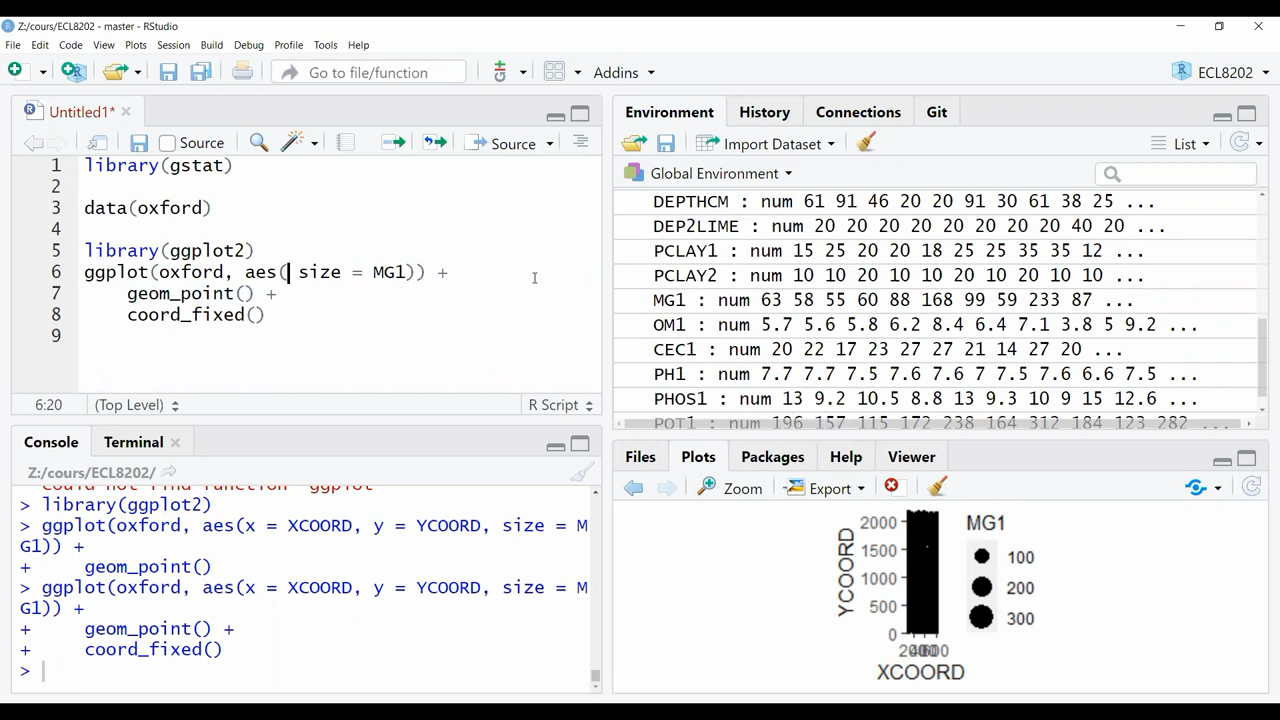 Z:/cours/ECL8202 - master - RStudio
File Edit Code View Plots Session Build Debug Profile Tools Help
Go to file/function Addins ECL8202
Untitled1*
Source Source
1 library(gstat)
2
3 data(oxford)
4
5 library(ggplot2)
6 ggplot(oxford, aes( size = MG1)) +
7 geom_point() +
8 coord_fixed()
9
6:20 (Top Level) R Script
Console Terminal
Z:/cours/ECL8202/
> library(ggplot2)
> ggplot(oxford, aes(x = XCOORD, y = YCOORD, size = M
G1)) +
+ geom_point()
> ggplot(oxford, aes(x = XCOORD, y = YCOORD, size = M
G1)) +
+ geom_point() +
+ coord_fixed()
>
Environment History Connections Git
Import Dataset List
Global Environment
DEPTHCM : num 61 91 46 20 20 91 30 61 38 25 ...
DEP2LIME : num 20 20 20 20 20 20 20 20 40 20 ...
PCLAY1 : num 15 25 20 20 18 25 25 35 35 12 ...
PCLAY2 : num 10 10 20 10 10 20 10 20 10 10 ...
MG1 : num 63 58 55 60 88 168 99 59 233 87 ...
OM1 : num 5.7 5.6 5.8 6.2 8.4 6.4 7.1 3.8 5 9.2 ...
CEC1 : num 20 22 17 23 27 27 21 14 27 20 ...
PH1 : num 7.7 7.7 7.5 7.6 7.6 7 7.5 7.6 6.6 7.5 ...
PHOS1 : num 13 9.2 10.5 8.8 13 9.3 10 9 15 12.6 ...
POT1 : num 196 157 115 172 238 164 312 184 123 282 ...
Files Plots Packages Help Viewer
Zoom Export
YCOORD
2000
1500
1000
500
0
XCOORD
MG1
100
200
300